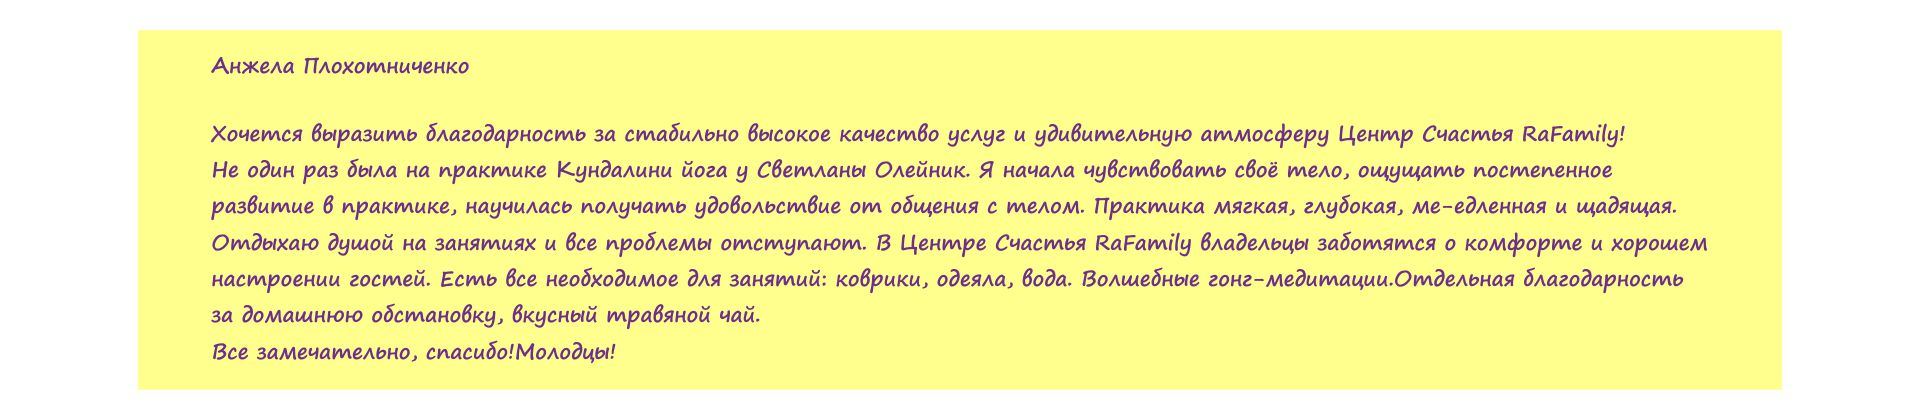 Анжела Плохотниченко
Хочется выразить благодарность за стабильно высокое качество услуг и удивительную атмосферу Центр Счастья RaFamily!
Не один раз была на практике Кундалини йога у Светланы Олейник. Я начала чувствовать своё тело, ощущать постепенное
развитие в практике, научилась получать удовольствие от общения с телом. Практика мягкая, глубокая, ме-едленная и щадящая.
Отдыхаю душой на занятиях и все проблемы отступают. В Центре Счастья RaFamily владельцы заботятся о комфорте и хорошем
настроении гостей. Есть все необходимое для занятий: коврики, одеяла, вода. Волшебные гонг-медитации.Отдельная благодарность
за домашнюю обстановку, вкусный травяной чай.
Все замечательно, спасибо!Молодцы!